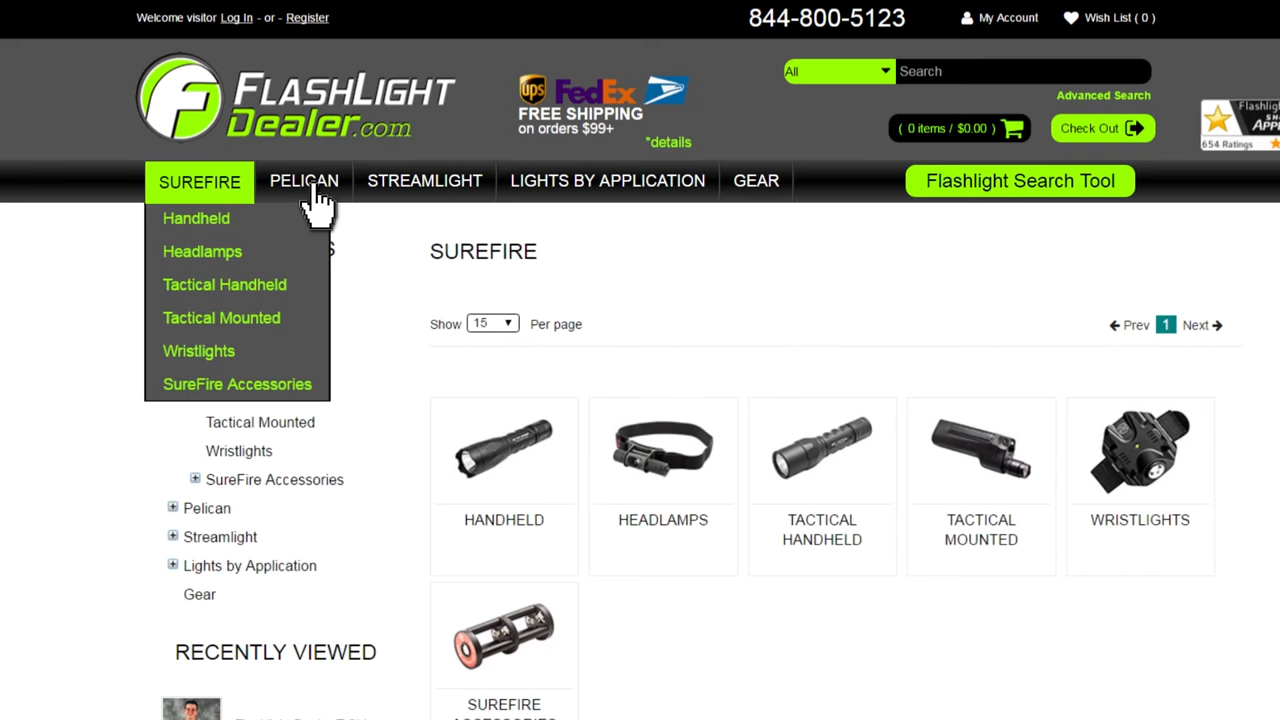 Welcome visitor Log In - or - Register
844-800-5123
My Account
Wish List ( 0 )
FLASHLIGHT
DEALER.com
ups FedEx
FREE SHIPPING
on orders $99+
*details
All
Search
Advanced Search
( 0 items / $0.00 )
Check Out
Flashlight
654 Ratings
SUREFIRE
PELICAN
STREAMLIGHT
LIGHTS BY APPLICATION
GEAR
Flashlight Search Tool
Handheld
Headlamps
Tactical Handheld
Tactical Mounted
Wristlights
SureFire Accessories
Tactical Mounted
Wristlights
SureFire Accessories
Pelican
Streamlight
Lights by Application
Gear
RECENTLY VIEWED
SUREFIRE
Show 15 Per page
Prev 1 Next
HANDHELD
HEADLAMPS
TACTICAL
HANDHELD
TACTICAL
MOUNTED
WRISTLIGHTS
SUREFIRE
ACCESSORIES